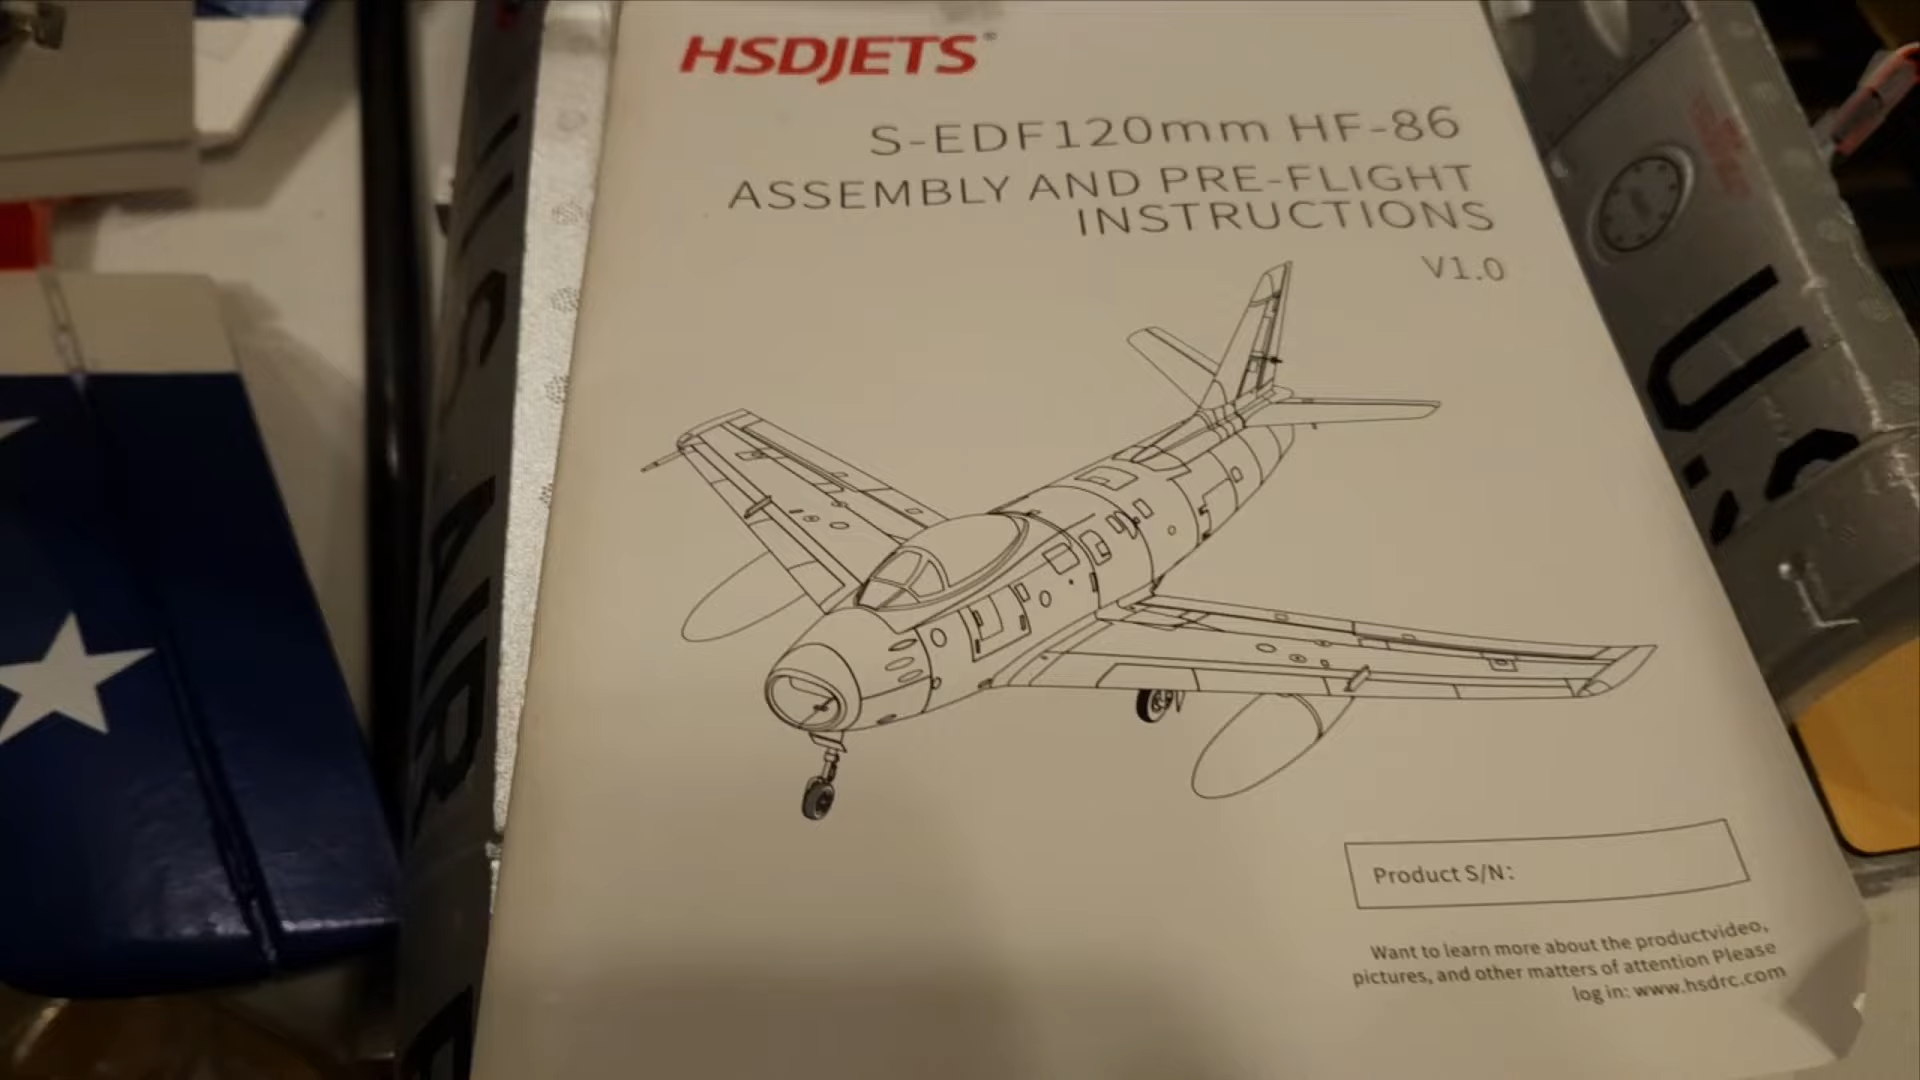 HSDJETS®
S-EDF120mm HF-86
ASSEMBLY AND PRE-FLIGHT
INSTRUCTIONS
V1.0
Product S/N:
Want to learn more about the productvideo,
pictures, and other matters of attention Please
log in: www.hsdrc.com
U.S.